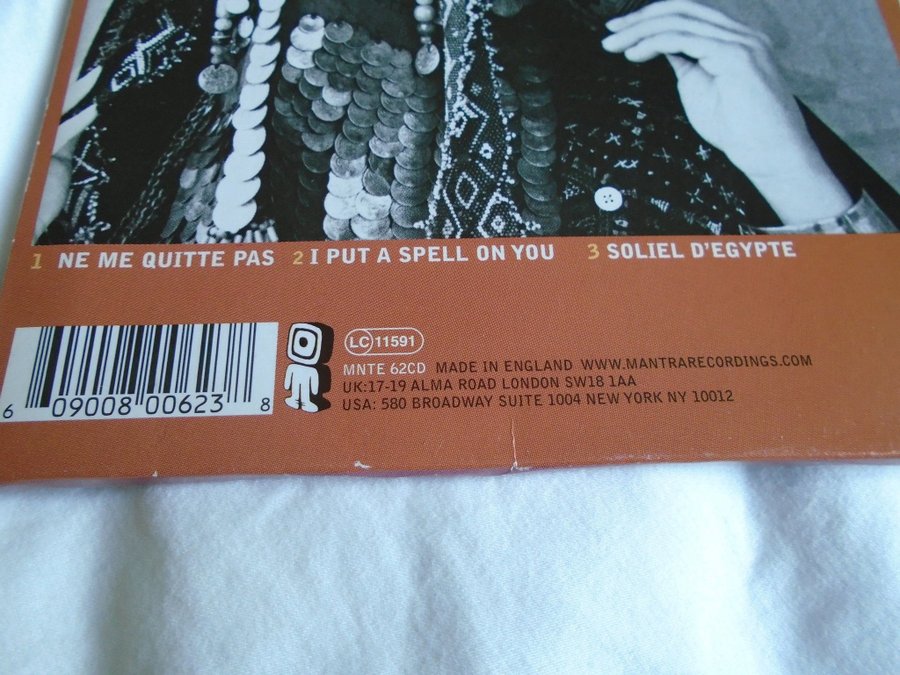 1 NE ME QUITTE PAS 2 I PUT A SPELL ON YOU 3 SOLIEL D'EGYPTE
LC 11591
MNTE 62CD MADE IN ENGLAND WWW.MANTRARECORDINGS.COM
UK:17-19 ALMA ROAD LONDON SW18 1AA
USA: 580 BROADWAY SUITE 1004 NEW YORK NY 10012
6 09008 00623 8